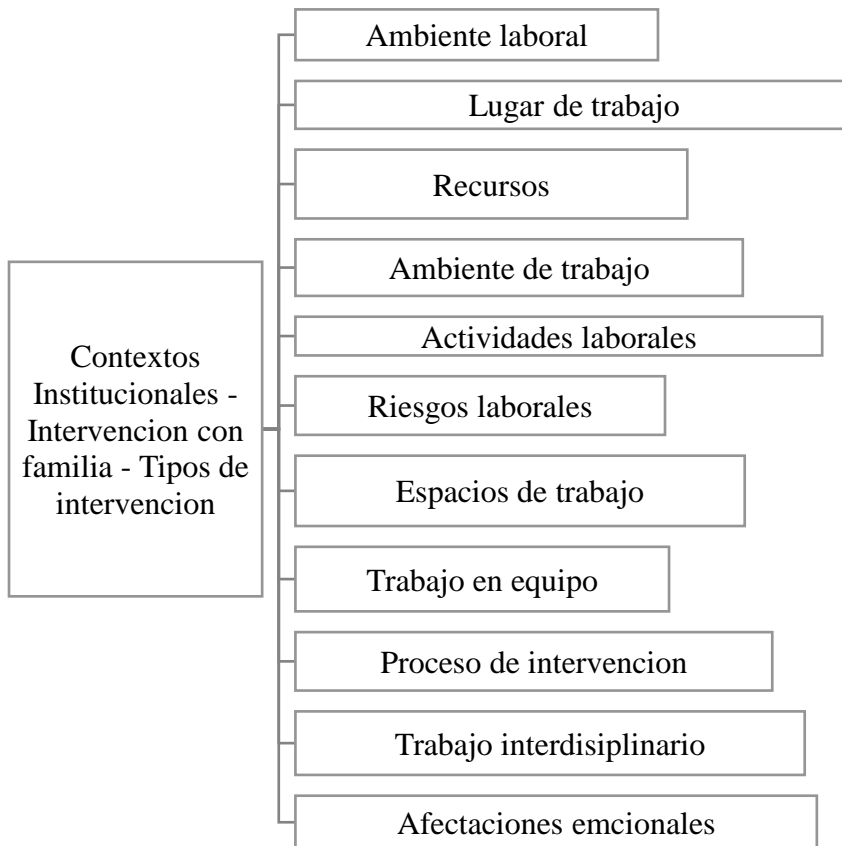 Ambiente laboral
Lugar de trabajo
Recursos
Ambiente de trabajo
Actividades laborales
Contextos
Institucionales -
Intervencion con
familia - Tipos de
intervencion
Riesgos laborales
Espacios de trabajo
Trabajo en equipo
Proceso de intervencion
Trabajo interdisiplinario
Afectaciones emcionales